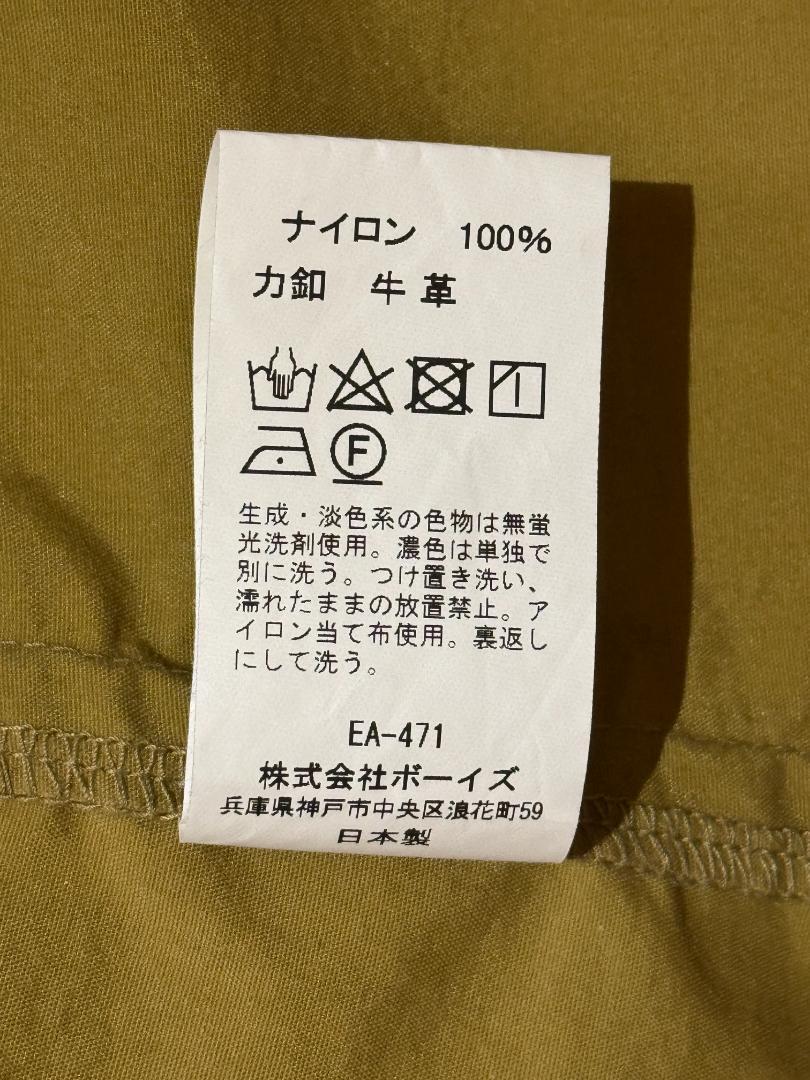 ナイロン 100%
力釦 牛革
F
生成・淡色系の色物は無蛍
光洗剤使用。濃色は単独で
別に洗う。つけ置き洗い、
濡れたままの放置禁止。ア
イロン当て布使用。裏返し
にして洗う。
EA-471
株式会社ボーイズ
兵庫県神戸市中央区浪花町59
日本製